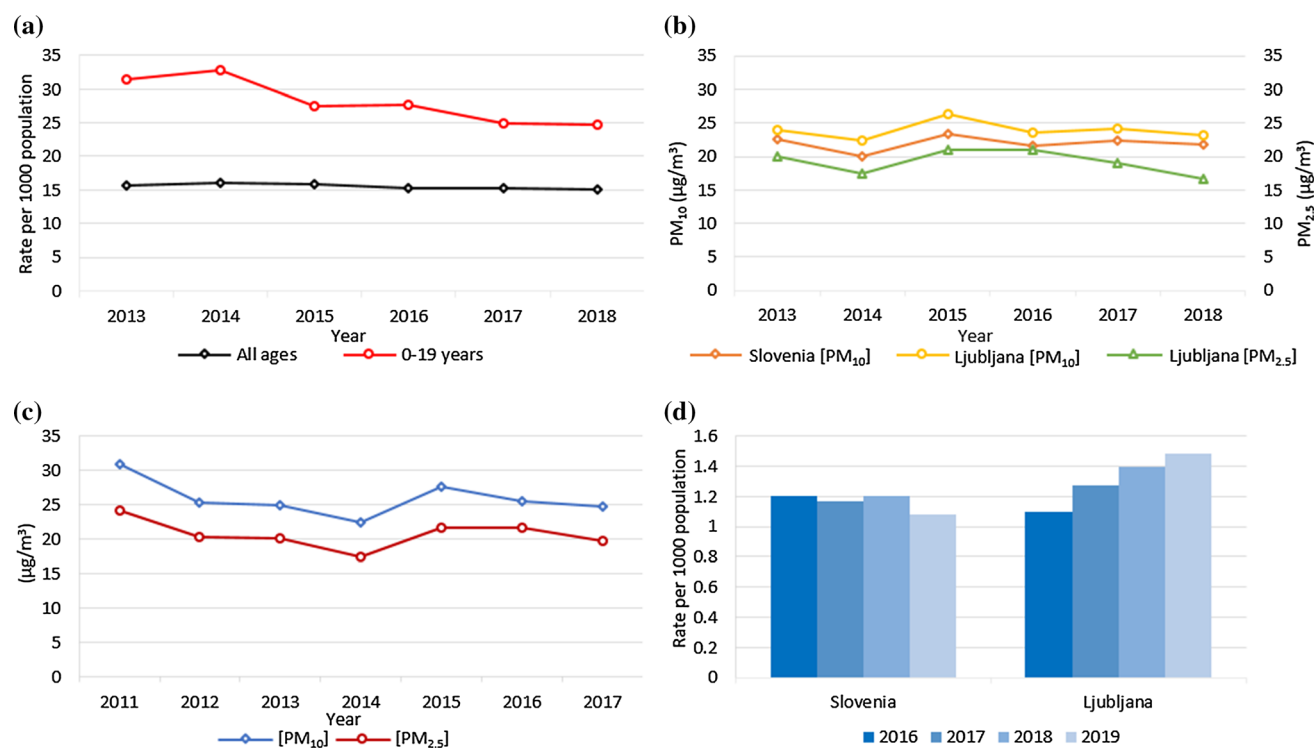 (a)
Rate per 1000 population
35
30
25
20
15
10
5
0
2013 2014 2015 2016 2017 2018
Year
All ages 0-19 years
(b)
PM₁₀ (µg/m³)
35
30
25
20
15
10
5
0
35
30
25
20
15
10
5
0
PM₂.₅ (µg/m³)
2013 2014 2015 2016 2017 2018
Year
Slovenia [PM₁₀] Ljubljana [PM₁₀] Ljubljana [PM₂.₅]
(c)
(µg/m³)
35
30
25
20
15
10
5
0
2011 2012 2013 2014 2015 2016 2017
Year
[PM₁₀] [PM₂.₅]
(d)
Rate per 1000 population
1.6
1.4
1.2
1
0.8
0.6
0.4
0.2
0
Slovenia Ljubljana
2016 2017 2018 2019